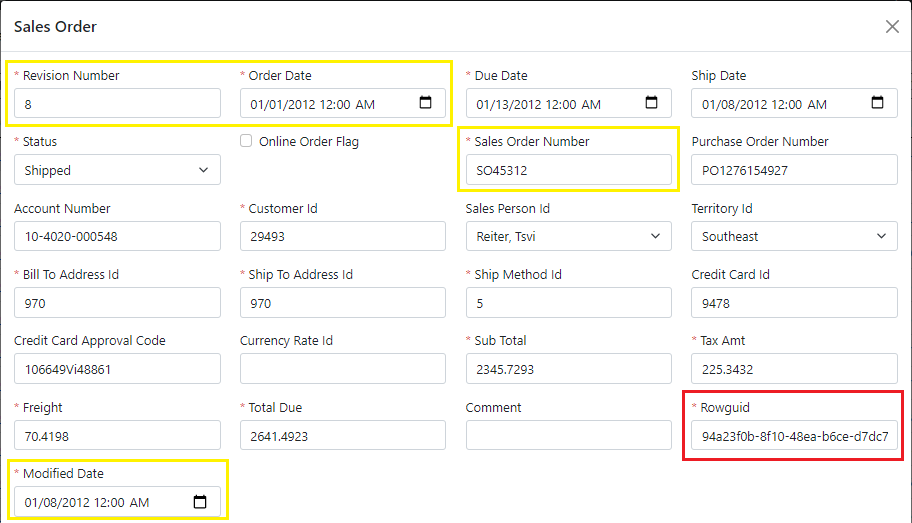 Sales Order
* Revision Number * Order Date * Due Date Ship Date
8 01/01/2012 12:00 AM 01/13/2012 12:00 AM 01/08/2012 12:00 AM
* Status Online Order Flag * Sales Order Number Purchase Order Number
Shipped SO45312 PO1276154927
Account Number * Customer Id Sales Person Id Territory Id
10-4020-000548 29493 Reiter, Tsvi Southeast
* Bill To Address Id * Ship To Address Id * Ship Method Id Credit Card Id
970 970 5 9478
Credit Card Approval Code Currency Rate Id * Sub Total * Tax Amt
106649Vi48861 2345.7293 225.3432
* Freight * Total Due Comment * Rowguid
70.4198 2641.4923 94a23f0b-8f10-48ea-b6ce-d7dc7
* Modified Date
01/08/2012 12:00 AM